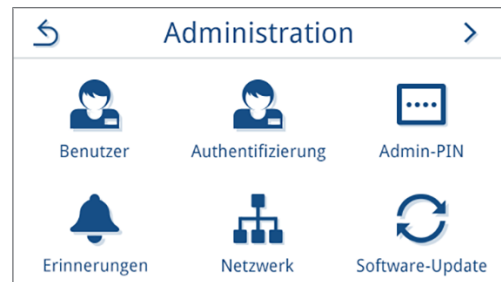 Administration
Benutzer Authentifizierung Admin-PIN
Erinnerungen Netzwerk Software-Update